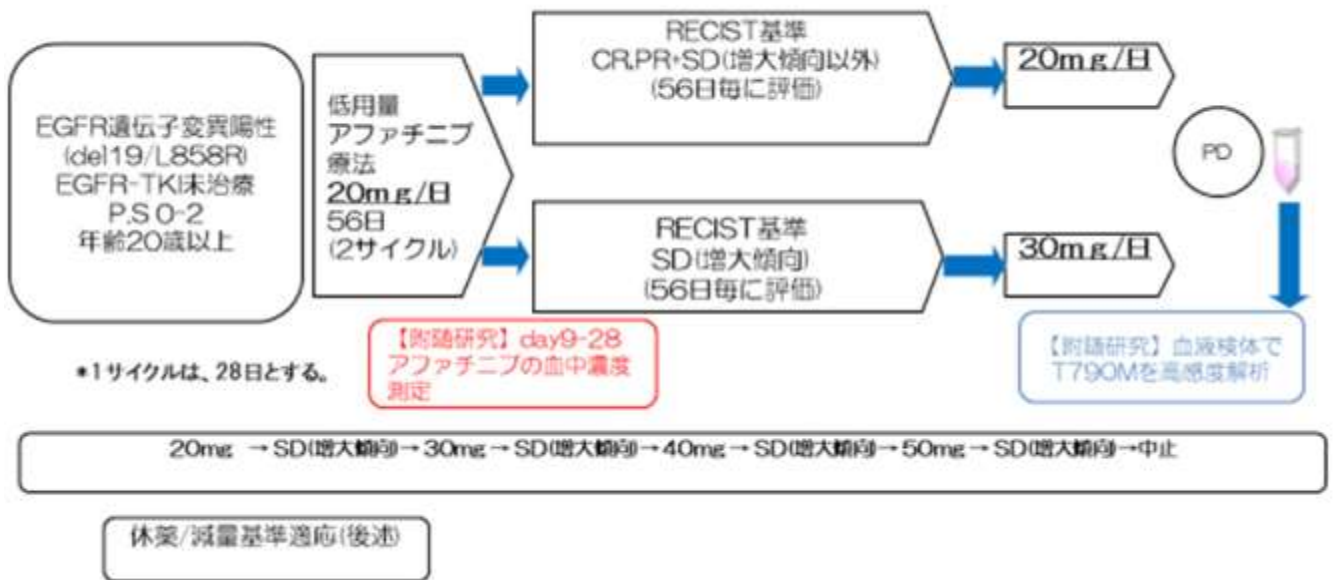 EGFR遺伝子変異陽性
(del19/L858R)
EGFR-TKI未治療
P.S 0-2
年齢20歳以上
低用量
アファチニブ
療法
20mg/日
56日
(2サイクル)
RECIST基準
CR,PR+SD(増大傾向以外)
(56日毎に評価)
20mg/日
RECIST基準
SD(増大傾向)
(56日毎に評価)
30mg/日
PD
【附随研究】day9-28
アファチニブの血中濃度
測定
【附随研究】血液検体で
T790Mを高感度解析
*1サイクルは、28日とする。
20mg →SD(増大傾向)→30mg→SD(増大傾向)→40mg→SD(増大傾向)→50mg→SD(増大傾向)→中止
休薬/減量基準適応(後述)